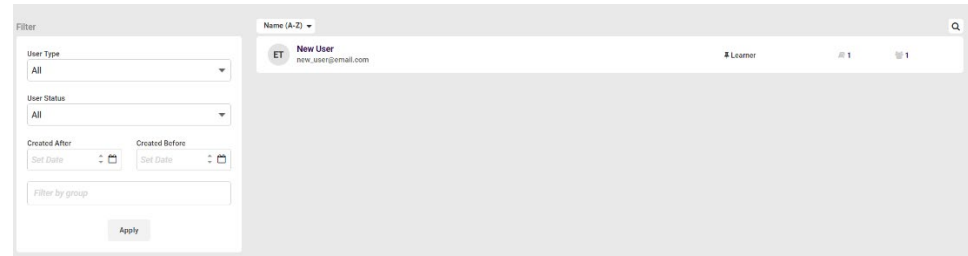 Filter
User Type
All
User Status
All
Created After Created Before
Set Date Set Date
Filter by group
Apply
Name (A-Z)
ET New User
new_user@email.com
Learner 1 1